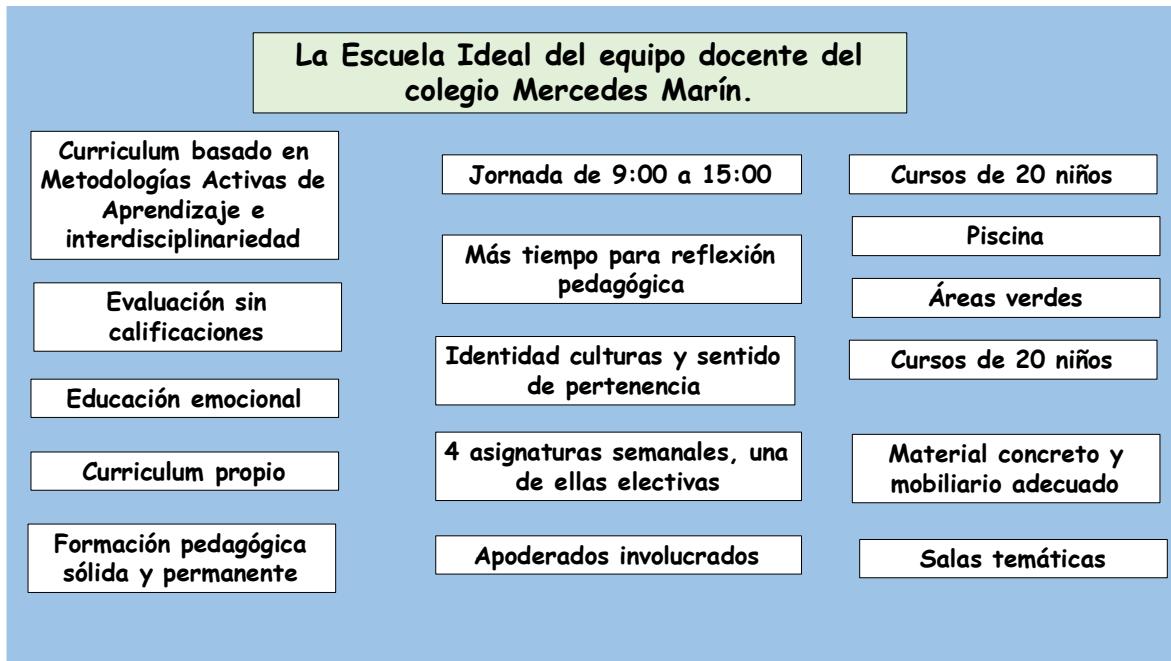 La Escuela Ideal del equipo docente del
colegio Mercedes Marín.
Curriculum basado en
Metodologías Activas de
Aprendizaje e
interdisciplinariedad
Evaluación sin
calificaciones
Educación emocional
Curriculum propio
Formación pedagógica
sólida y permanente
Jornada de 9:00 a 15:00
Más tiempo para reflexión
pedagógica
Identidad culturas y sentido
de pertenencia
4 asignaturas semanales, una
de ellas electivas
Apoderados involucrados
Cursos de 20 niños
Piscina
Áreas verdes
Cursos de 20 niños
Material concreto y
mobiliario adecuado
Salas temáticas